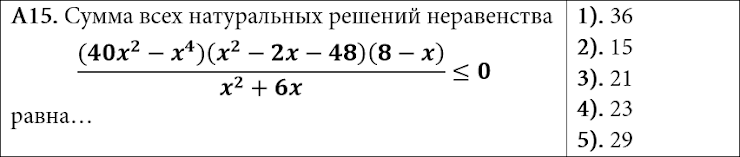 А15. Сумма всех натуральных решений неравенства
(40x² − x⁴)(x² − 2x − 48)(8 − x)
x² + 6x
≤ 0
равна…
1). 36
2). 15
3). 21
4). 23
5). 29